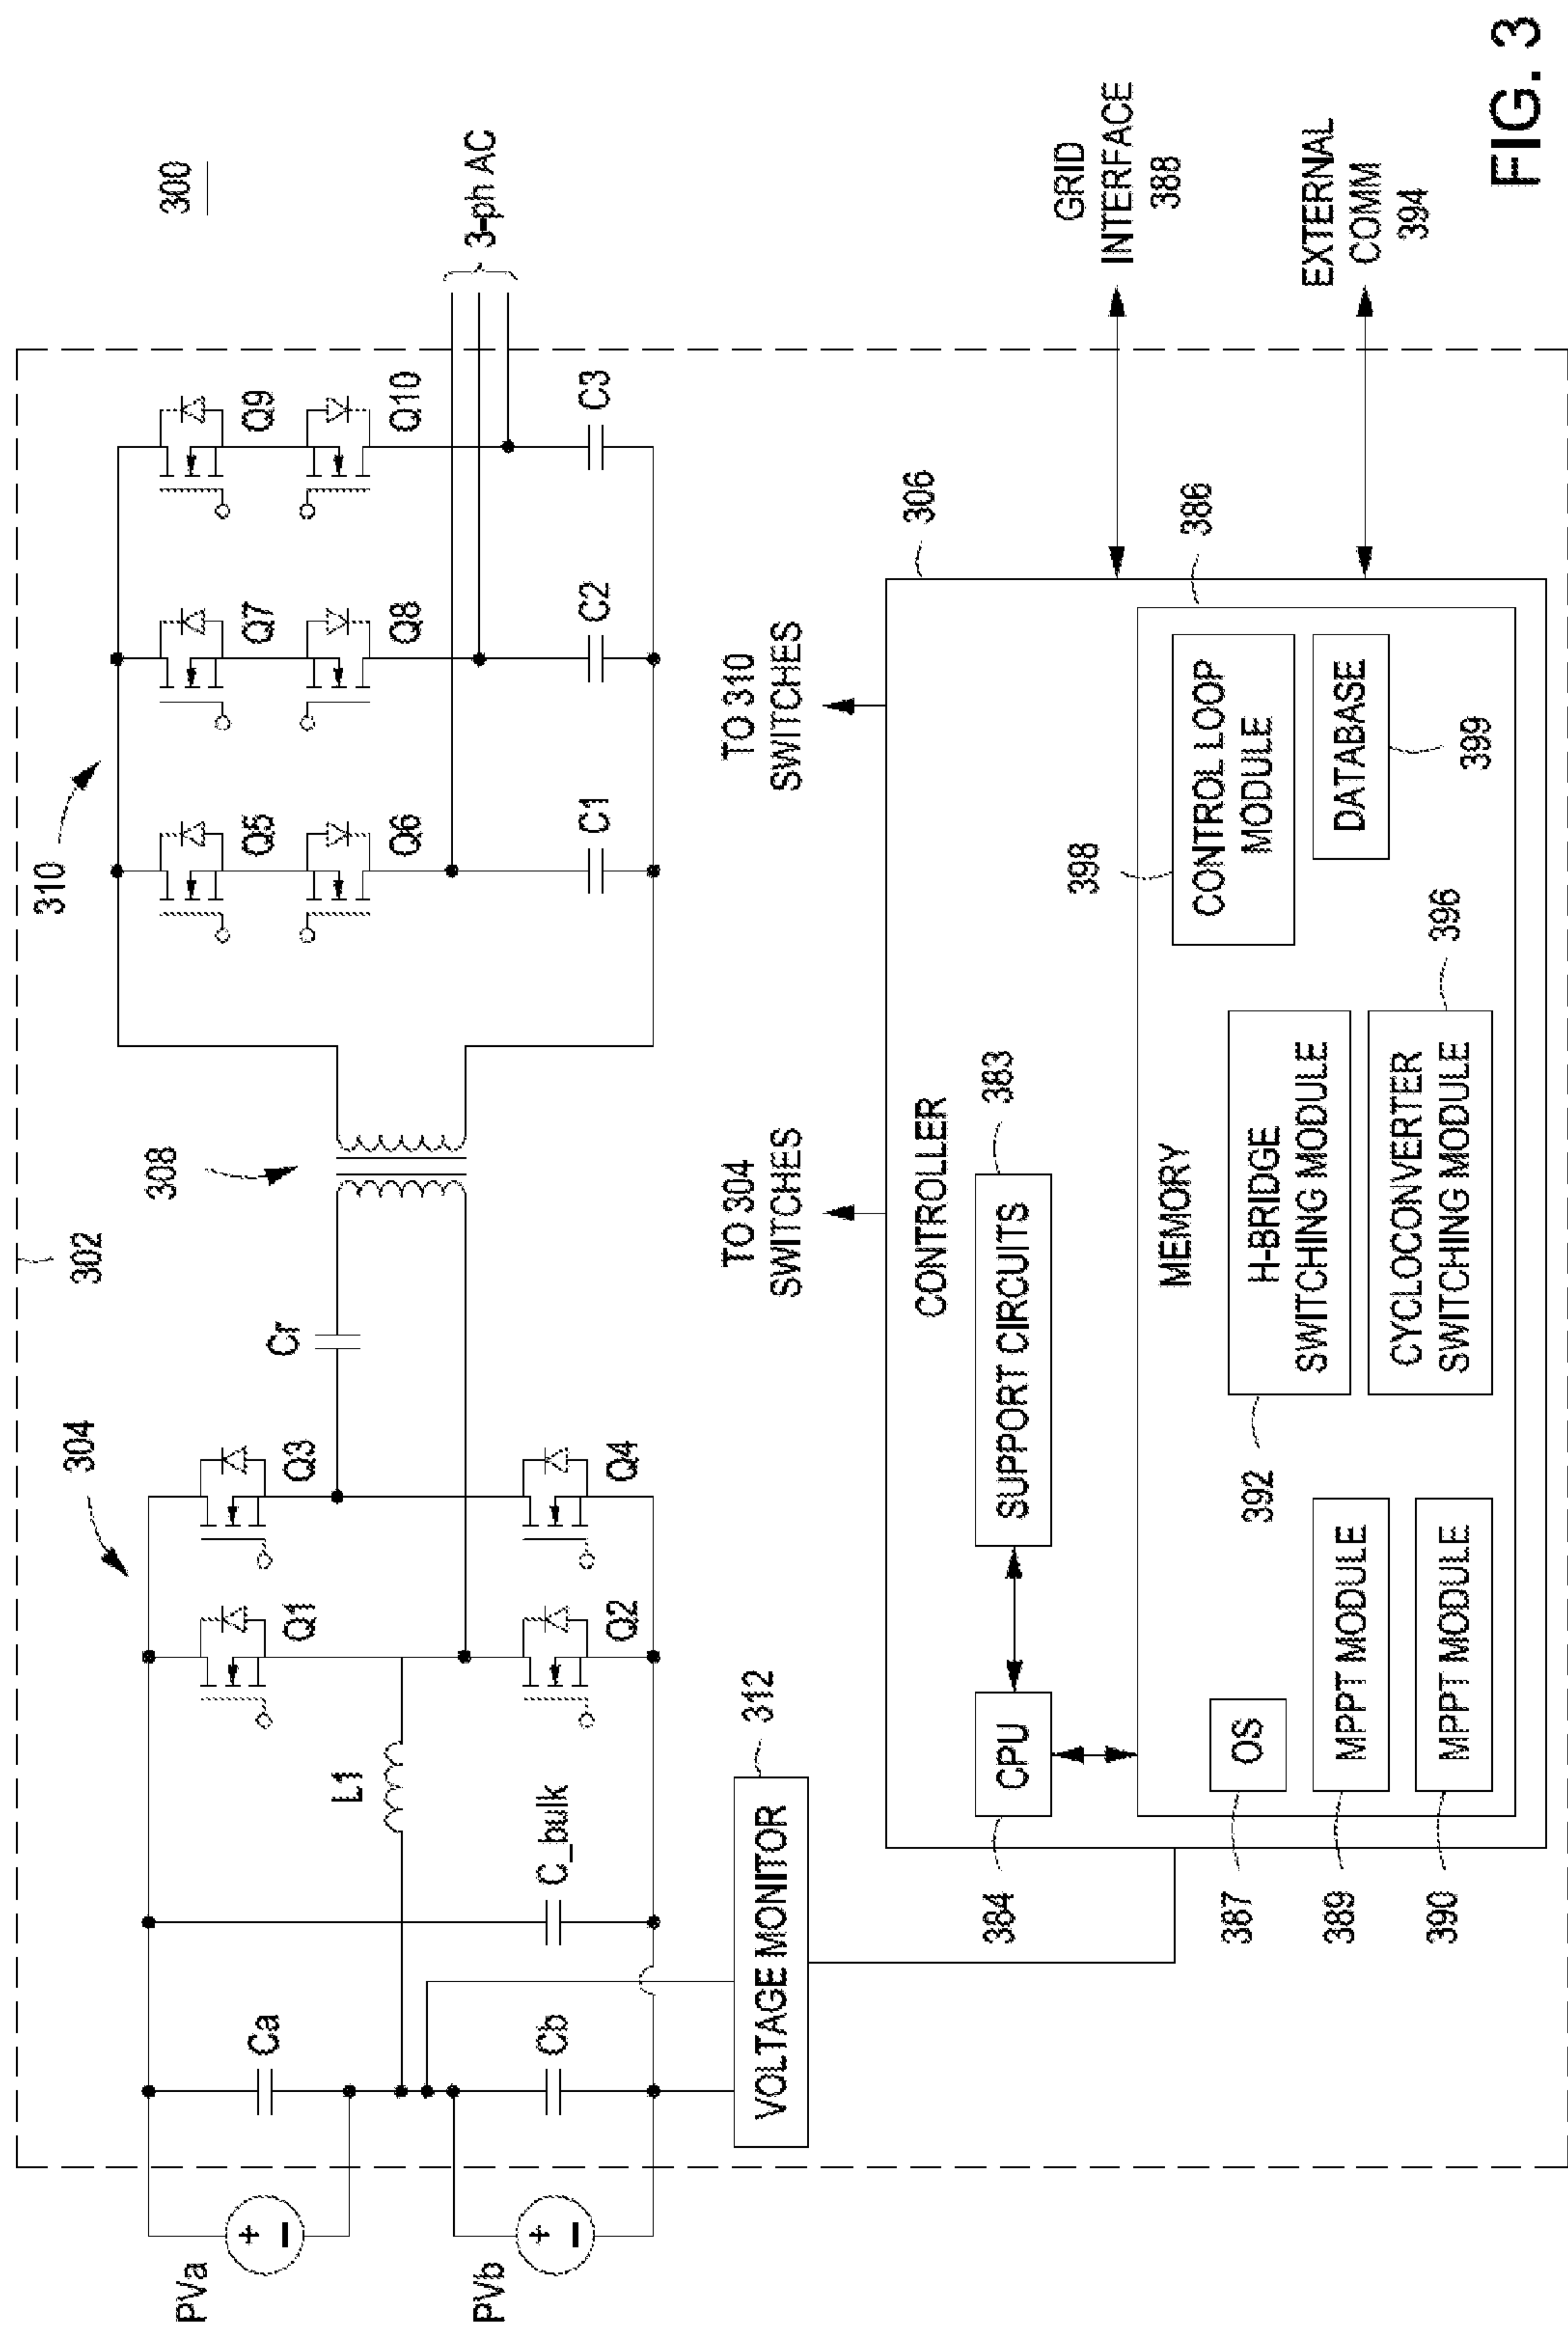 300
302
304
308
310
PVa
PVb
Ca
Cb
C_bulk
L1
Q1
Q2
Q3
Q4
Cr
Q5
Q6
Q7
Q8
Q9
Q10
C1
C2
C3
3-ph AC
312
VOLTAGE MONITOR
TO 304
SWITCHES
TO 310
SWITCHES
306
CONTROLLER
384
CPU
SUPPORT CIRCUITS
383
386
MEMORY
387
OS
389
MPPT MODULE
390
MPPT MODULE
392
H-BRIDGE
SWITCHING MODULE
CYCLOCONVERTER
SWITCHING MODULE
396
398
CONTROL LOOP
MODULE
DATABASE
399
GRID
INTERFACE
388
EXTERNAL
COMM
394
FIG. 3